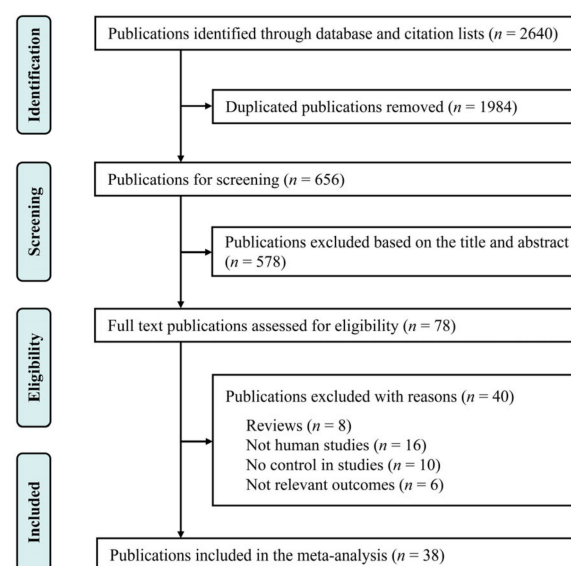 Identification
Publications identified through database and citation lists (n = 2640)
Duplicated publications removed (n = 1984)
Screening
Publications for screening (n = 656)
Publications excluded based on the title and abstract
(n = 578)
Eligibility
Full text publications assessed for eligibility (n = 78)
Publications excluded with reasons (n = 40)
Reviews (n = 8)
Not human studies (n = 16)
No control in studies (n = 10)
Not relevant outcomes (n = 6)
Included
Publications included in the meta-analysis (n = 38)